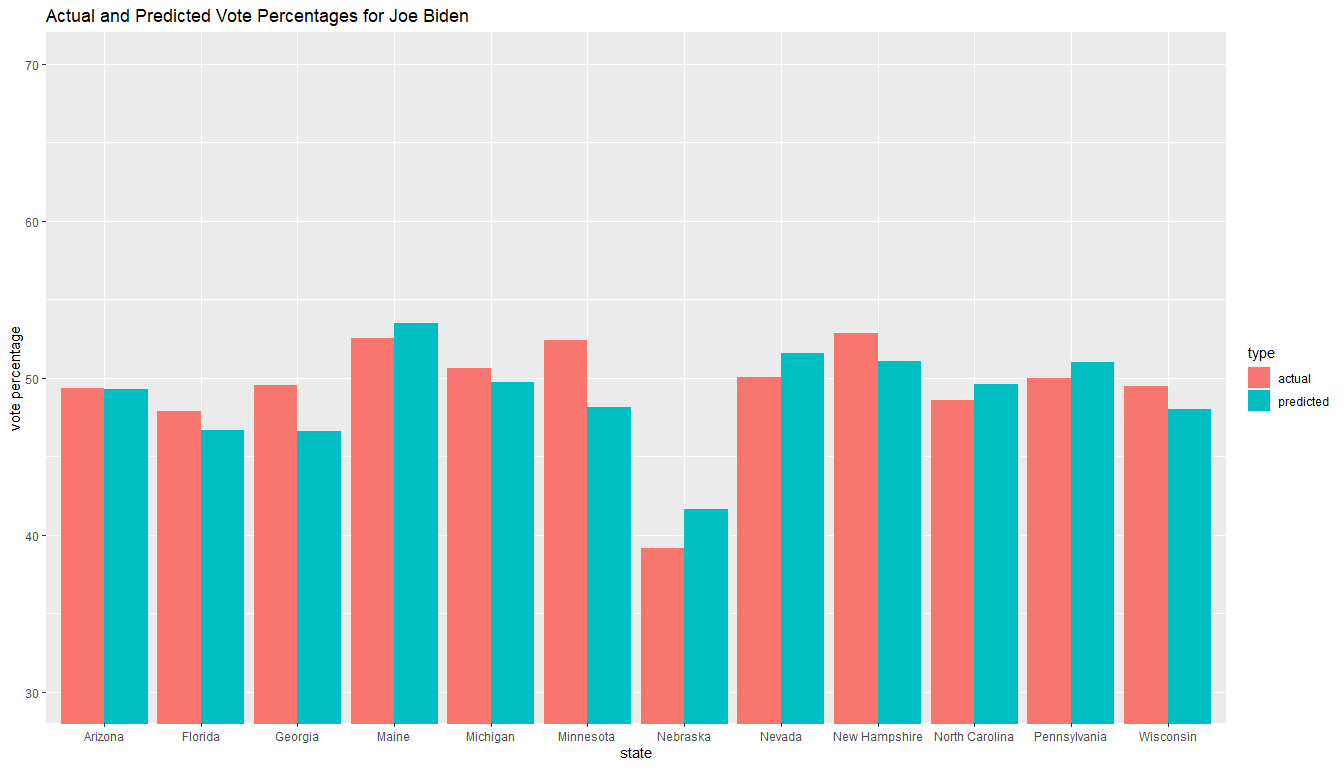 Actual and Predicted Vote Percentages for Joe Biden
70
60
50
40
30
vote percentage
Arizona Florida Georgia Maine Michigan Minnesota Nebraska Nevada New Hampshire North Carolina Pennsylvania Wisconsin
state
type
actual
predicted